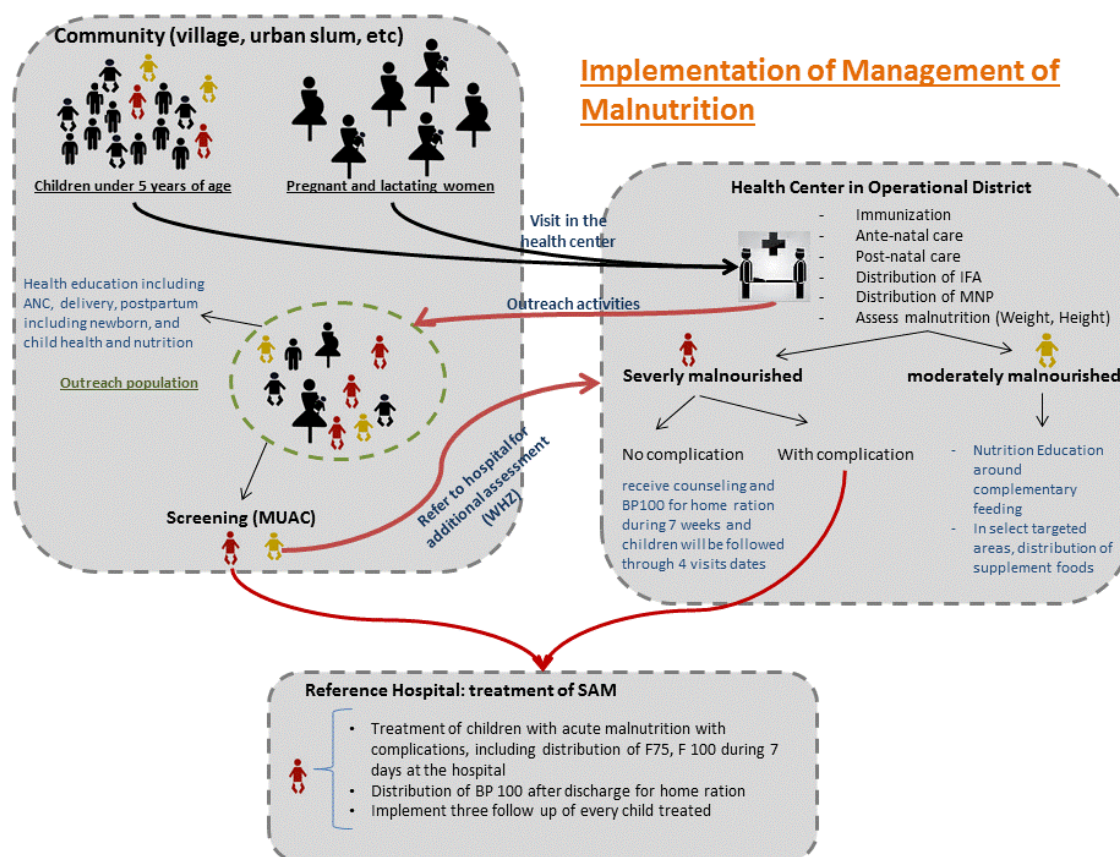 Community (village, urban slum, etc)
Children under 5 years of age
Pregnant and lactating women
Implementation of Management of
Malnutrition
Visit in the
health center
Health Center in Operational District
- Immunization
- Ante-natal care
- Post-natal care
- Distribution of IFA
- Distribution of MNP
- Assess malnutrition (Weight, Height)
Health education including
ANC, delivery, postpartum
including newborn, and
child health and nutrition
Outreach activities
Outreach population
Severly malnourished
moderately malnourished
No complication
With complication
receive counseling and
BP100 for home ration
during 7 weeks and
children will be followed
through 4 visits dates
- Nutrition Education
around
complementary
feeding
- In select targeted
areas, distribution of
supplement foods
Refer to hospital for
additional assessment
(WHZ)
Screening (MUAC)
Reference Hospital: treatment of SAM
• Treatment of children with acute malnutrition with
complications, including distribution of F75, F 100 during 7
days at the hospital
• Distribution of BP 100 after discharge for home ration
• Implement three follow up of every child treated